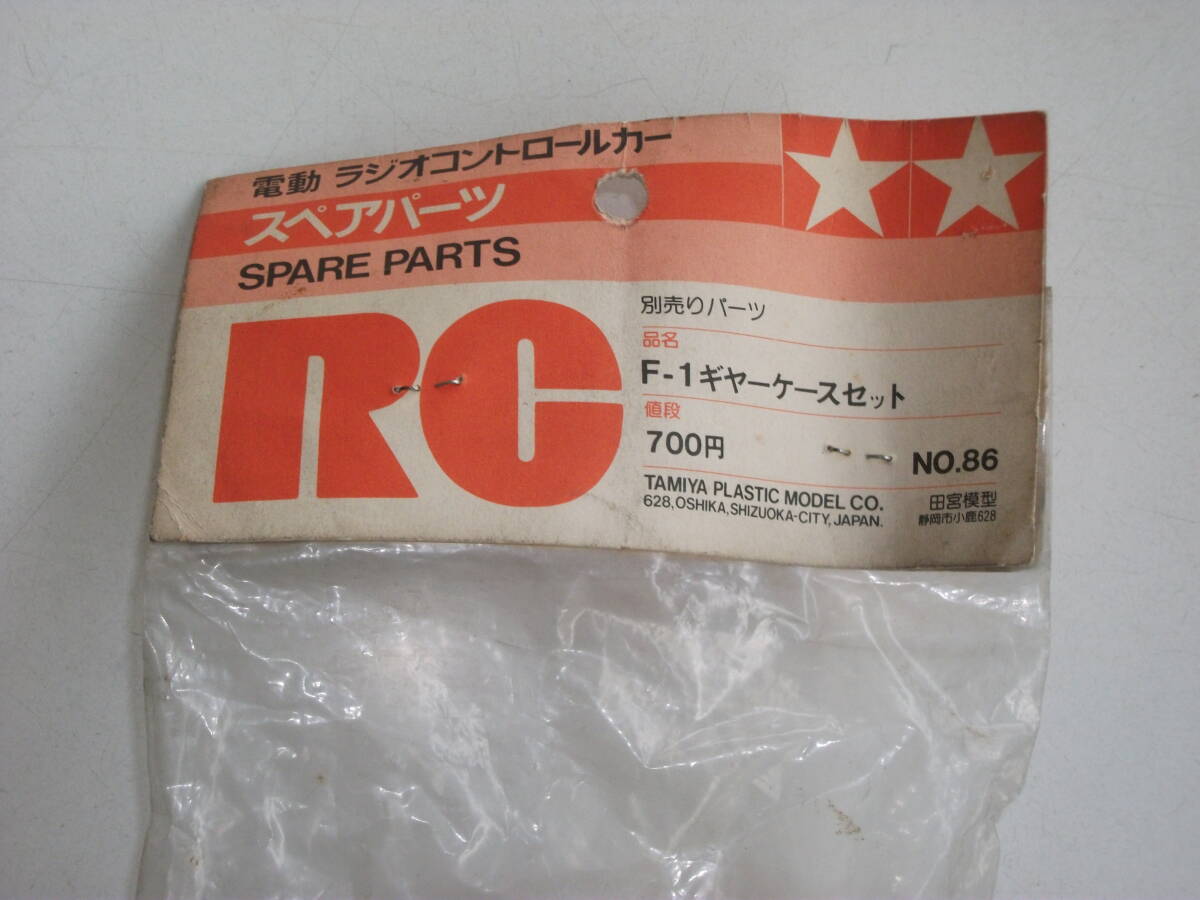 電動 ラジオコントロールカー
スペアパーツ
SPARE PARTS
RC
別売りパーツ
品名
F-1ギヤーケースセット
値段
700円
NO.86
TAMIYA PLASTIC MODEL CO.
628, OSHIKA, SHIZUOKA-CITY, JAPAN.
田宮模型
静岡市小鹿628